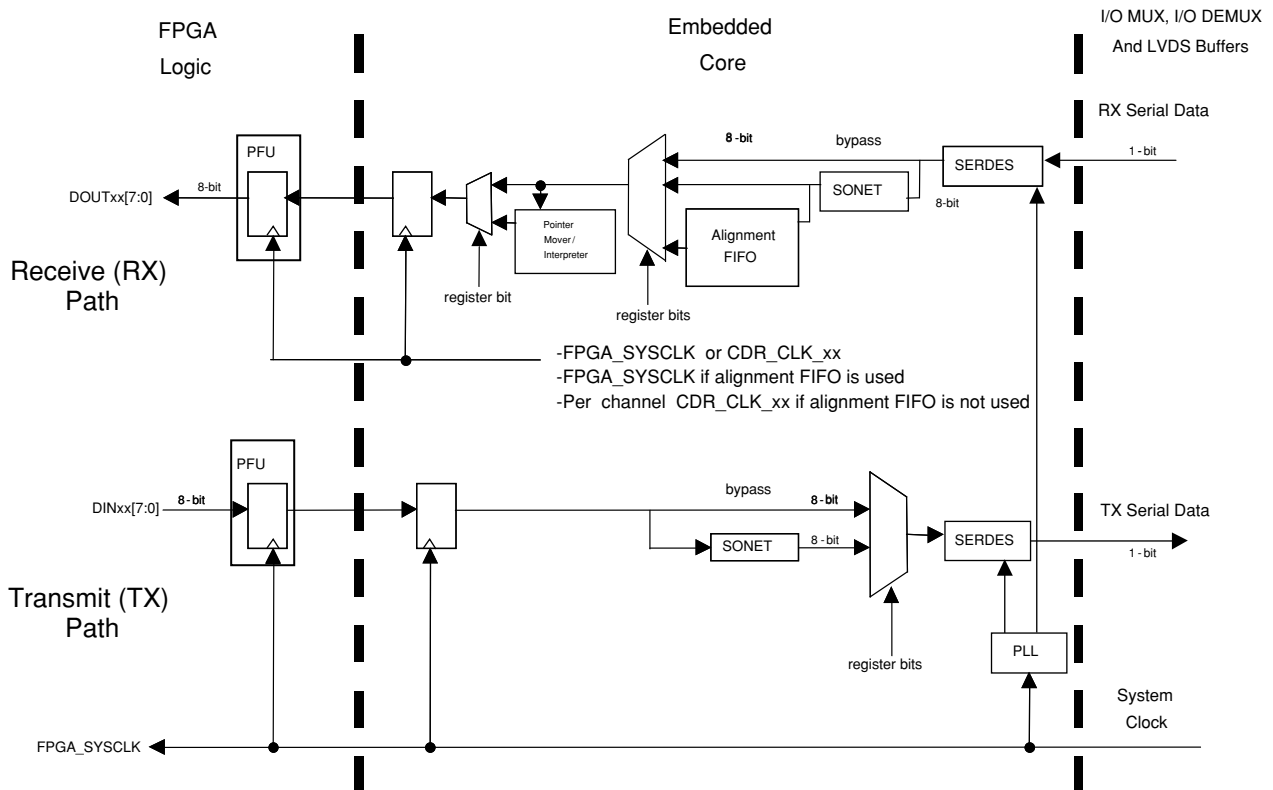 FPGA
Logic
Embedded
Core
I/O MUX, I/O DEMUX
And LVDS Buffers
RX Serial Data
1-bit
PFU
8-bit
DOUTxx[7:0]
8-bit
bypass
SERDES
SONET
8-bit
Pointer
Mover /
Interpreter
Alignment
FIFO
Receive (RX)
Path
register bit
register bits
-FPGA_SYSCLK or CDR_CLK_xx
-FPGA_SYSCLK if alignment FIFO is used
-Per channel CDR_CLK_xx if alignment FIFO is not used
PFU
DINxx[7:0]
8-bit
bypass
8-bit
SONET
8-bit
SERDES
TX Serial Data
1-bit
Transmit (TX)
Path
register bits
PLL
System
Clock
FPGA_SYSCLK